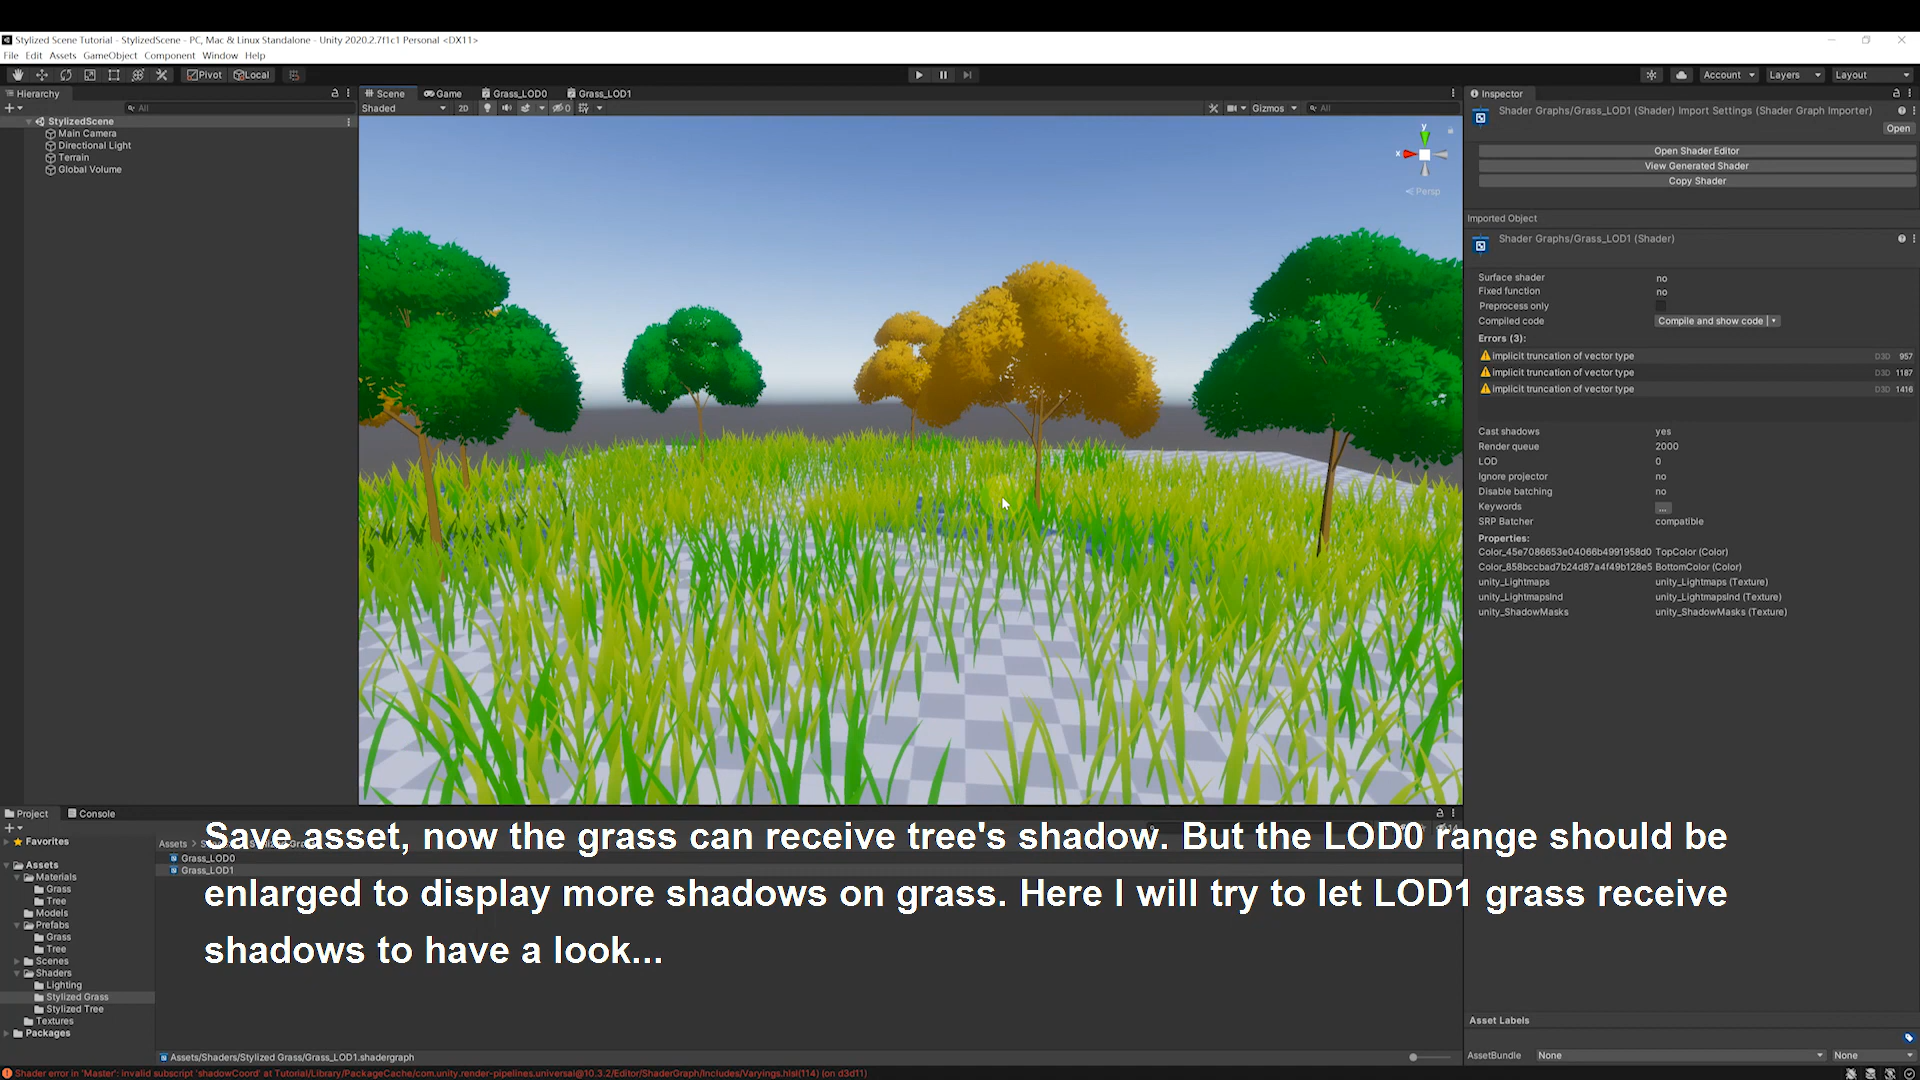 Stylized Scene Tutorial - StylizedScene - PC, Mac & Linux Standalone - Unity 2020.2.7f1c1 Personal <DX11>
File Edit Assets GameObject Component Window Help
Pivot Local Account Layers Layout
Hierarchy
All
StylizedScene
Main Camera
Directional Light
Terrain
Global Volume
Scene Game Grass_LOD0 Grass_LOD1
Shaded 2D 0 Gizmos All
y
x
Persp
Inspector
Shader Graphs/Grass_LOD1 (Shader) Import Settings (Shader Graph Importer)
Open
Open Shader Editor
View Generated Shader
Copy Shader
Imported Object
Shader Graphs/Grass_LOD1 (Shader)
Surface shader no
Fixed function no
Preprocess only
Compiled code Compile and show code
Errors (3):
implicit truncation of vector type D3D 957
implicit truncation of vector type D3D 1187
implicit truncation of vector type D3D 1416
Cast shadows yes
Render queue 2000
LOD 0
Ignore projector no
Disable batching no
Keywords ...
SRP Batcher compatible
Properties:
Color_45e7086653e04066b4991958d0 TopColor (Color)
Color_858bccbad7b24d87a4f49b128e5 BottomColor (Color)
unity_Lightmaps unity_Lightmaps (Texture)
unity_LightmapsInd unity_LightmapsInd (Texture)
unity_ShadowMasks unity_ShadowMasks (Texture)
Project Console
Favorites
Assets
Materials
Grass
Tree
Models
Prefabs
Grass
Tree
Scenes
Shaders
Lighting
Stylized Grass
Stylized Tree
Textures
Packages
Assets >
Grass_LOD0
Grass_LOD1
Save asset, now the grass can receive tree's shadow. But the LOD0 range should be
enlarged to display more shadows on grass. Here I will try to let LOD1 grass receive
shadows to have a look...
Assets/Shaders/Stylized Grass/Grass_LOD1.shadergraph
Asset Labels
AssetBundle None None
Shader error in 'Master': invalid subscript 'shadowCoord' at Tutorial/Library/PackageCache/com.unity.render-pipelines.universal@10.3.2/Editor/ShaderGraph/Includes/Varyings.hlsl(114) (on d3d11)